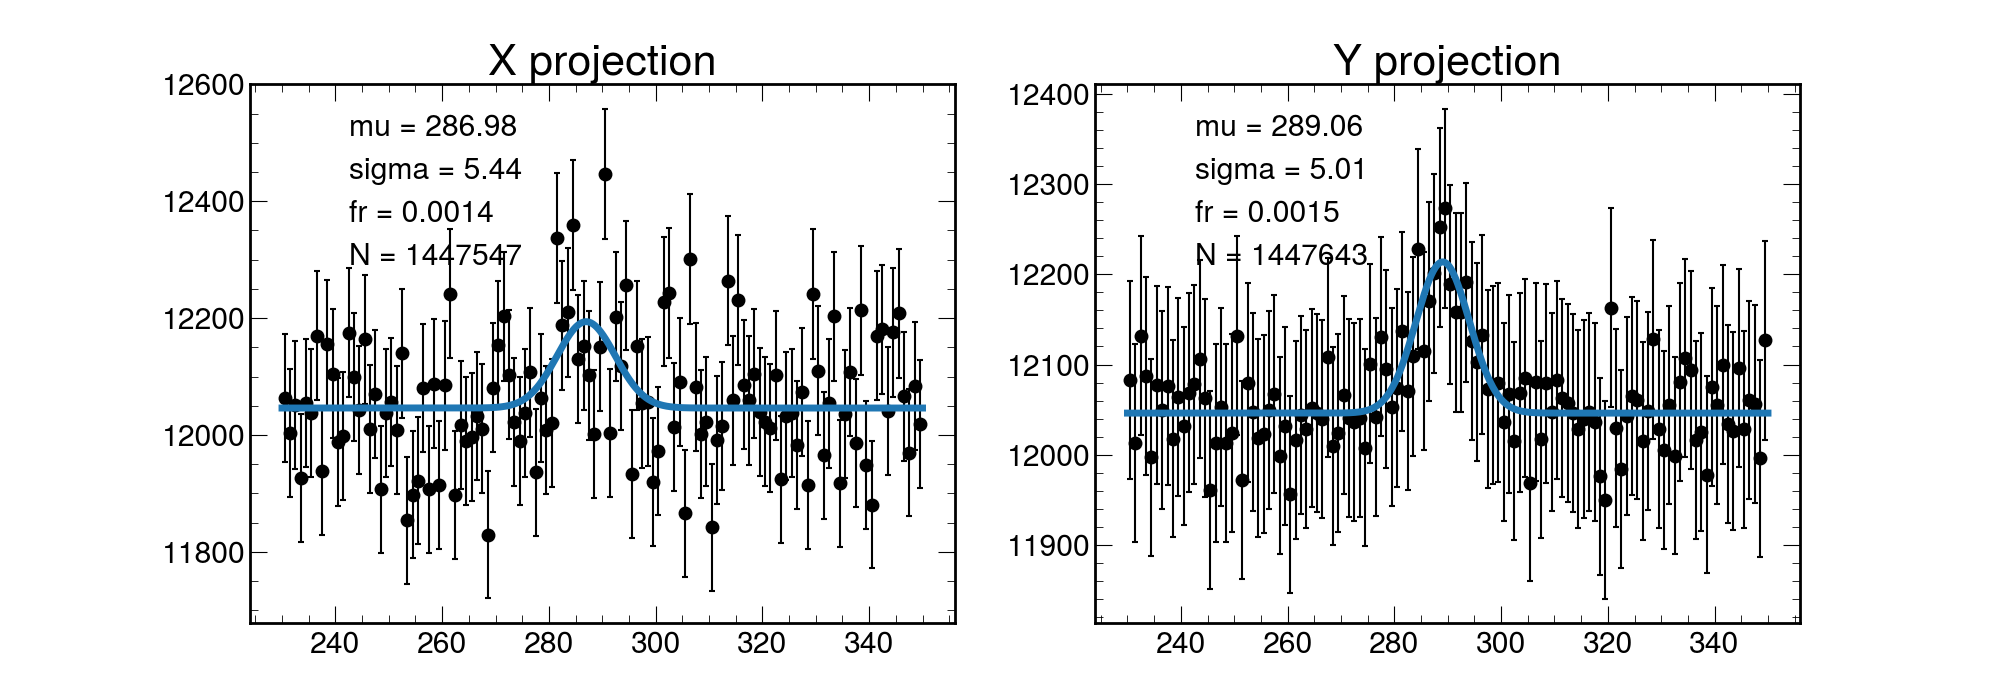 X projection
mu = 286.98
sigma = 5.44
fr = 0.0014
N = 1447547
12600
12400
12200
12000
11800
240 260 280 300 320 340
Y projection
mu = 289.06
sigma = 5.01
fr = 0.0015
N = 1447643
12400
12300
12200
12100
12000
11900
240 260 280 300 320 340